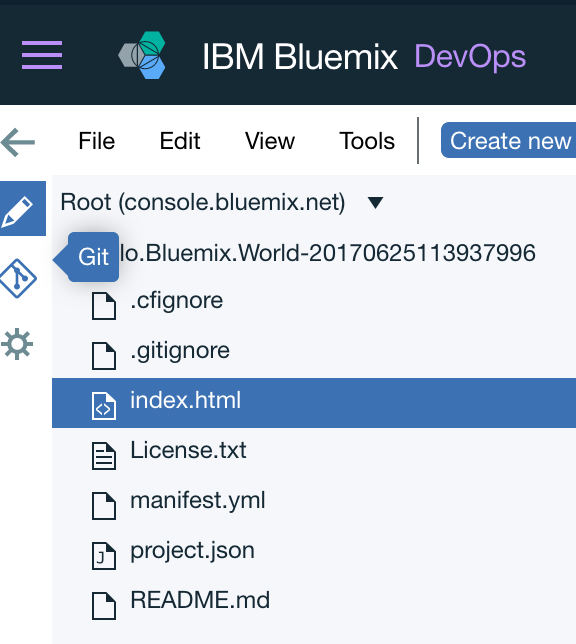 IBM Bluemix DevOps
File Edit View Tools Create new
Root (console.bluemix.net)
Git lo.Bluemix.World-20170625113937996
.cfignore
.gitignore
index.html
License.txt
manifest.yml
project.json
README.md